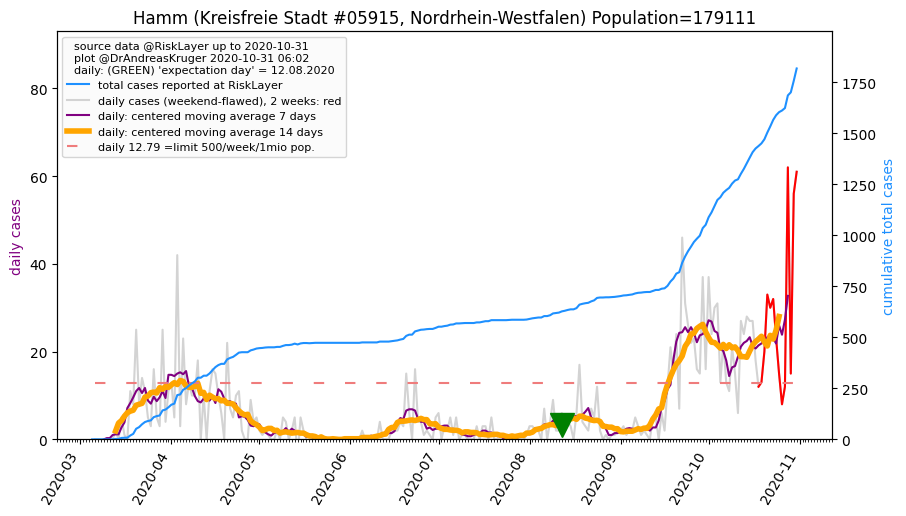 Hamm (Kreisfreie Stadt #05915, Nordrhein-Westfalen) Population=179111
source data @RiskLayer up to 2020-10-31
plot @DrAndreasKruger 2020-10-31 06:02
daily: (GREEN) 'expectation day' = 12.08.2020
total cases reported at RiskLayer
daily cases (weekend-flawed), 2 weeks: red
daily: centered moving average 7 days
daily: centered moving average 14 days
daily 12.79 =limit 500/week/1mio pop.
daily cases
80
60
40
20
0
cumulative total cases
1750
1500
1250
1000
750
500
250
0
2020-03
2020-04
2020-05
2020-06
2020-07
2020-08
2020-09
2020-10
2020-11